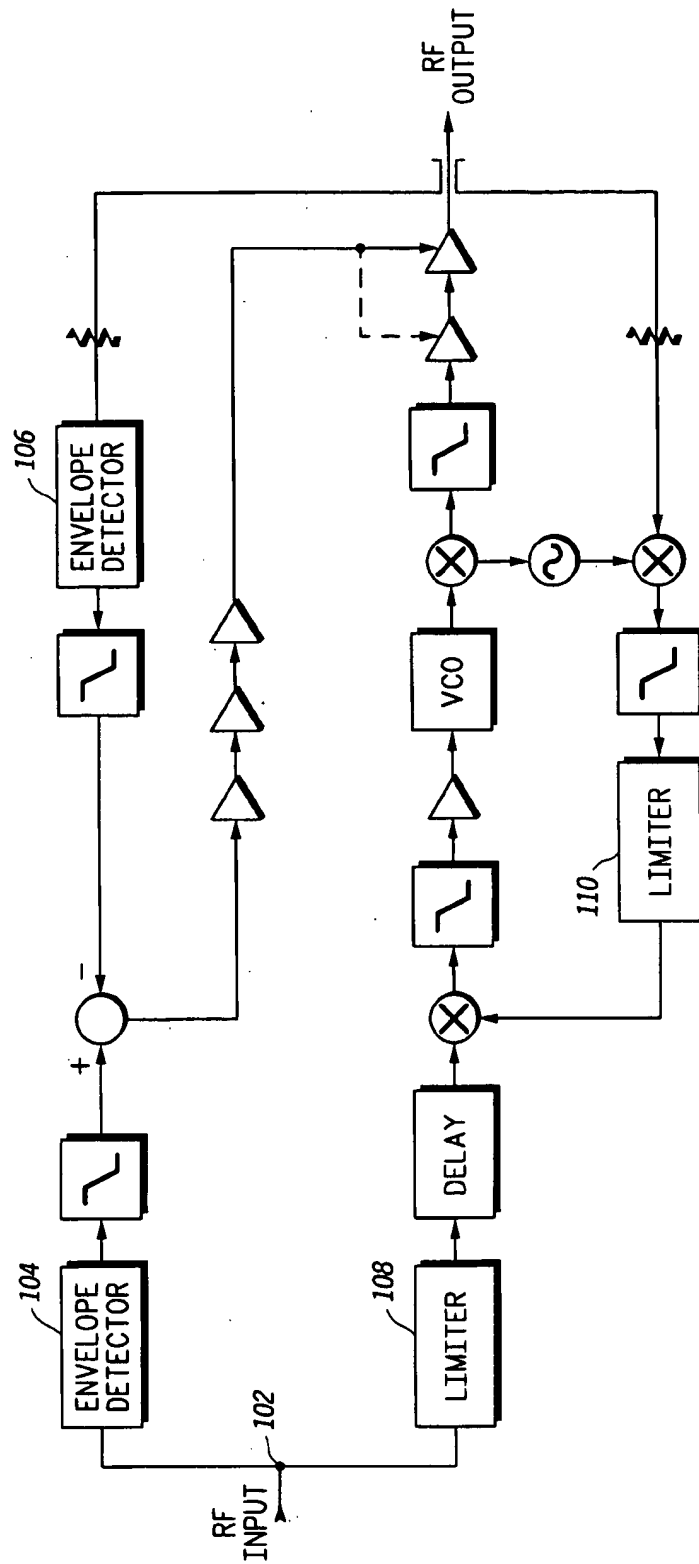 106
ENVELOPE
DETECTOR
-
+
104
ENVELOPE
DETECTOR
102
RF
INPUT
RF
OUTPUT
108
LIMITER
DELAY
VCO
110
LIMITER